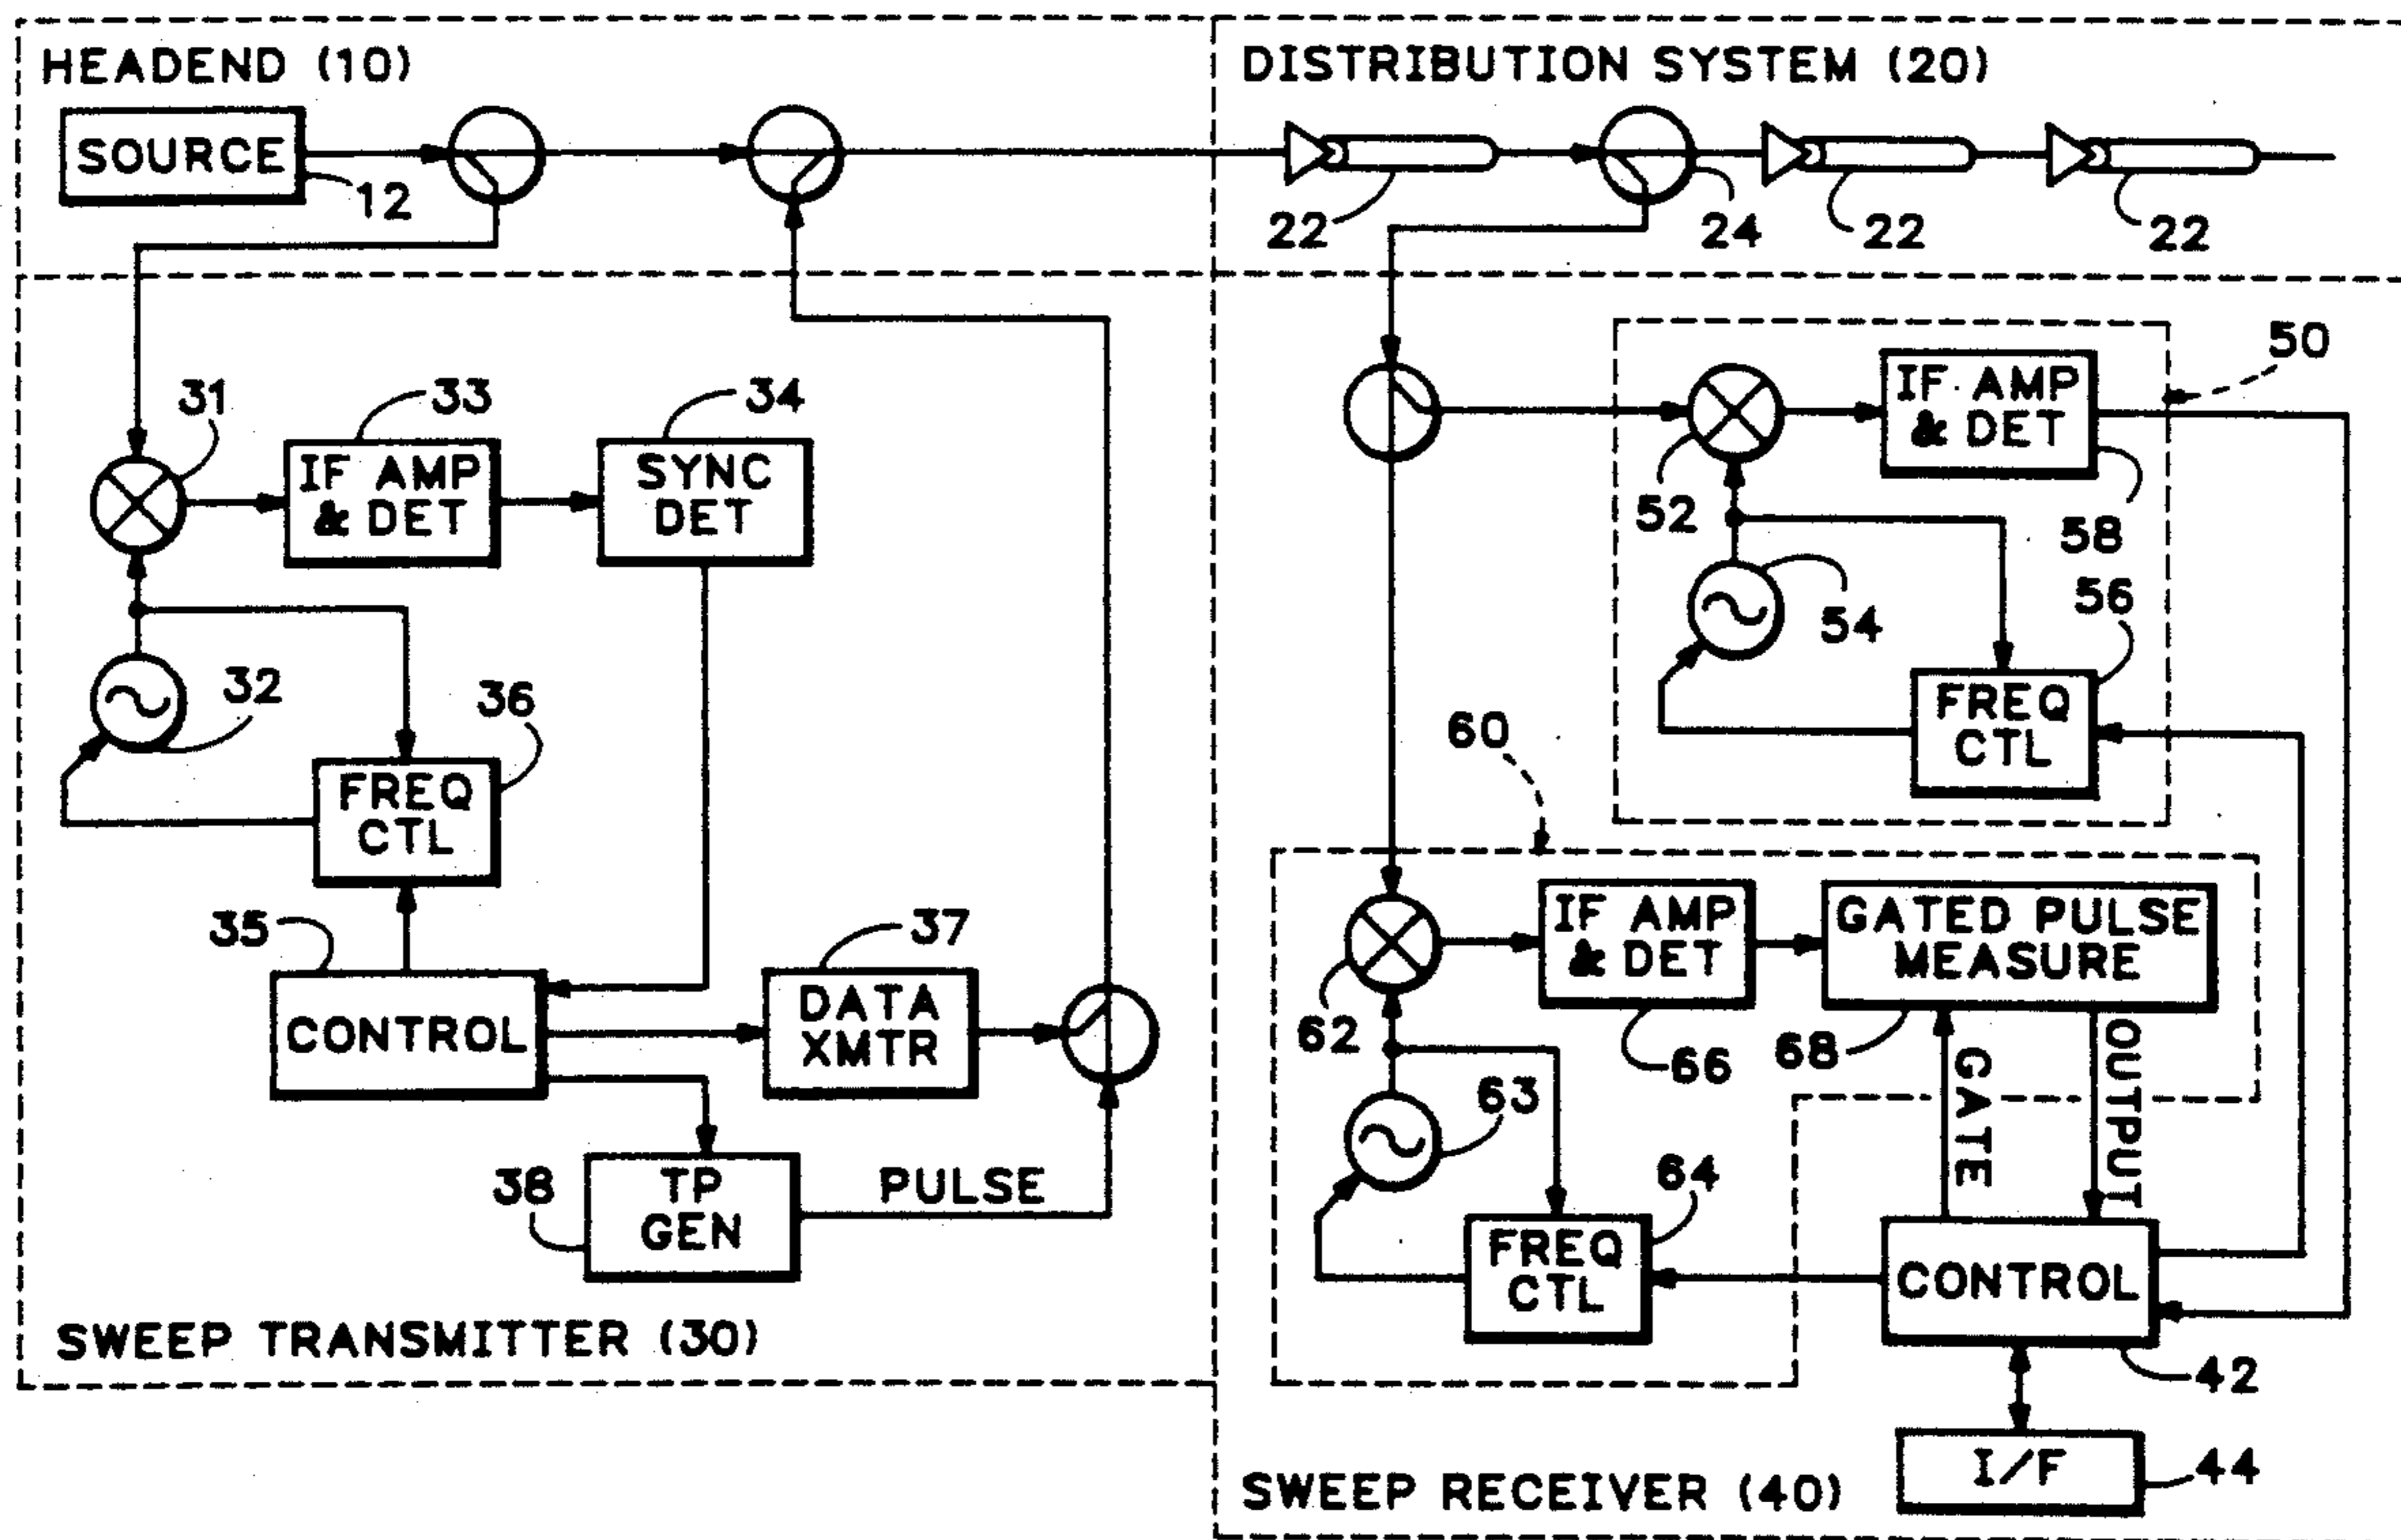 HEADEND (10)
DISTRIBUTION SYSTEM (20)
SOURCE
12
22
24
22
22
31
33
34
IF AMP
& DET
SYNC
DET
32
36
FREQ
CTL
35
37
CONTROL
DATA
XMTR
38
TP
GEN
PULSE
SWEEP TRANSMITTER (30)
50
IF AMP
& DET
52
58
54
56
FREQ
CTL
60
IF AMP
& DET
GATED PULSE
MEASURE
62
66
68
GATE
OUTPUT
63
64
FREQ
CTL
CONTROL
42
I/F
44
SWEEP RECEIVER (40)